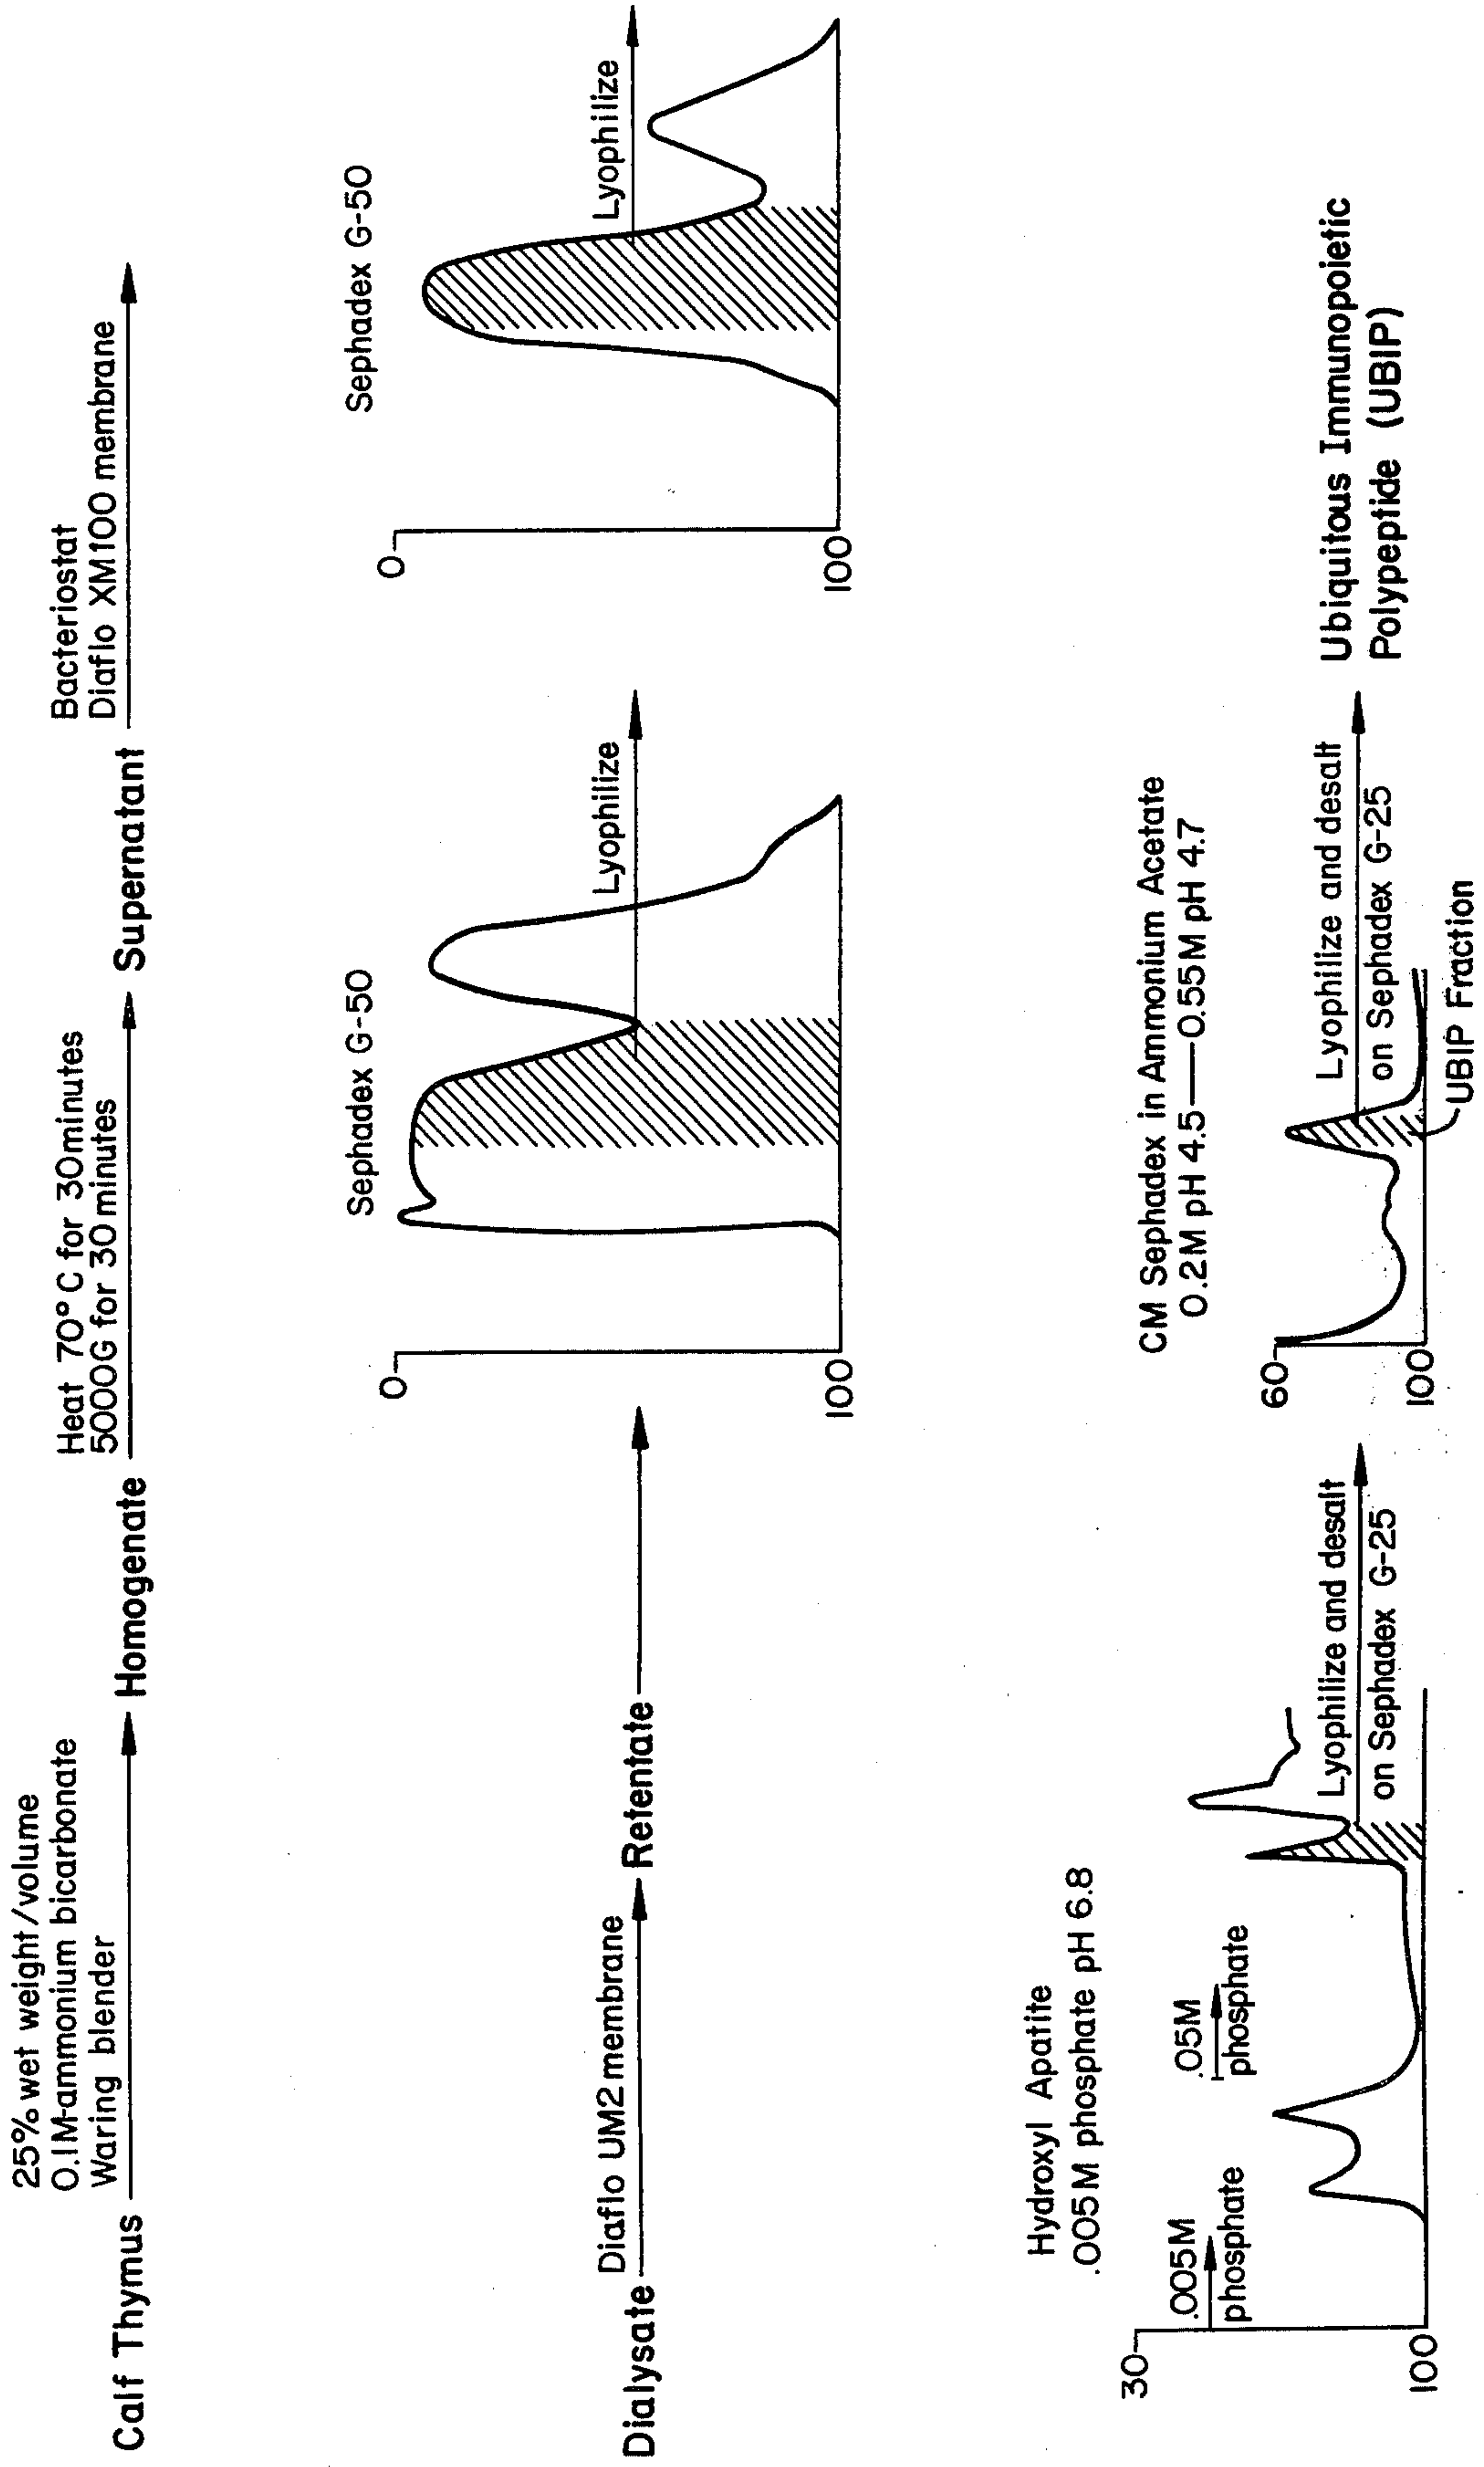 25% wet weight/volume
0.1M-ammonium bicarbonate
Waring blender
Calf Thymus
Homogenate
Heat 70° C for 30minutes
5000G for 30 minutes
Supernatant
Bacteriostat
Diaflo XM100 membrane
Dialysate
Diaflo UM2 membrane
Retentate
Sephadex G-50
0
100
Lyophilize
Sephadex G-50
0
100
Lyophilize
Hydroxyl Apatite
.005M phosphate pH 6.8
30
100
.005M
phosphate
.05M
phosphate
Lyophilize and desalt
on Sephadex G-25
CM Sephadex in Ammonium Acetate
0.2M pH 4.5—0.55M pH 4.7
60
100
Lyophilize and desalt
on Sephadex G-25
UBIP Fraction
Ubiquitous Immunopoietic
Polypeptide (UBIP)